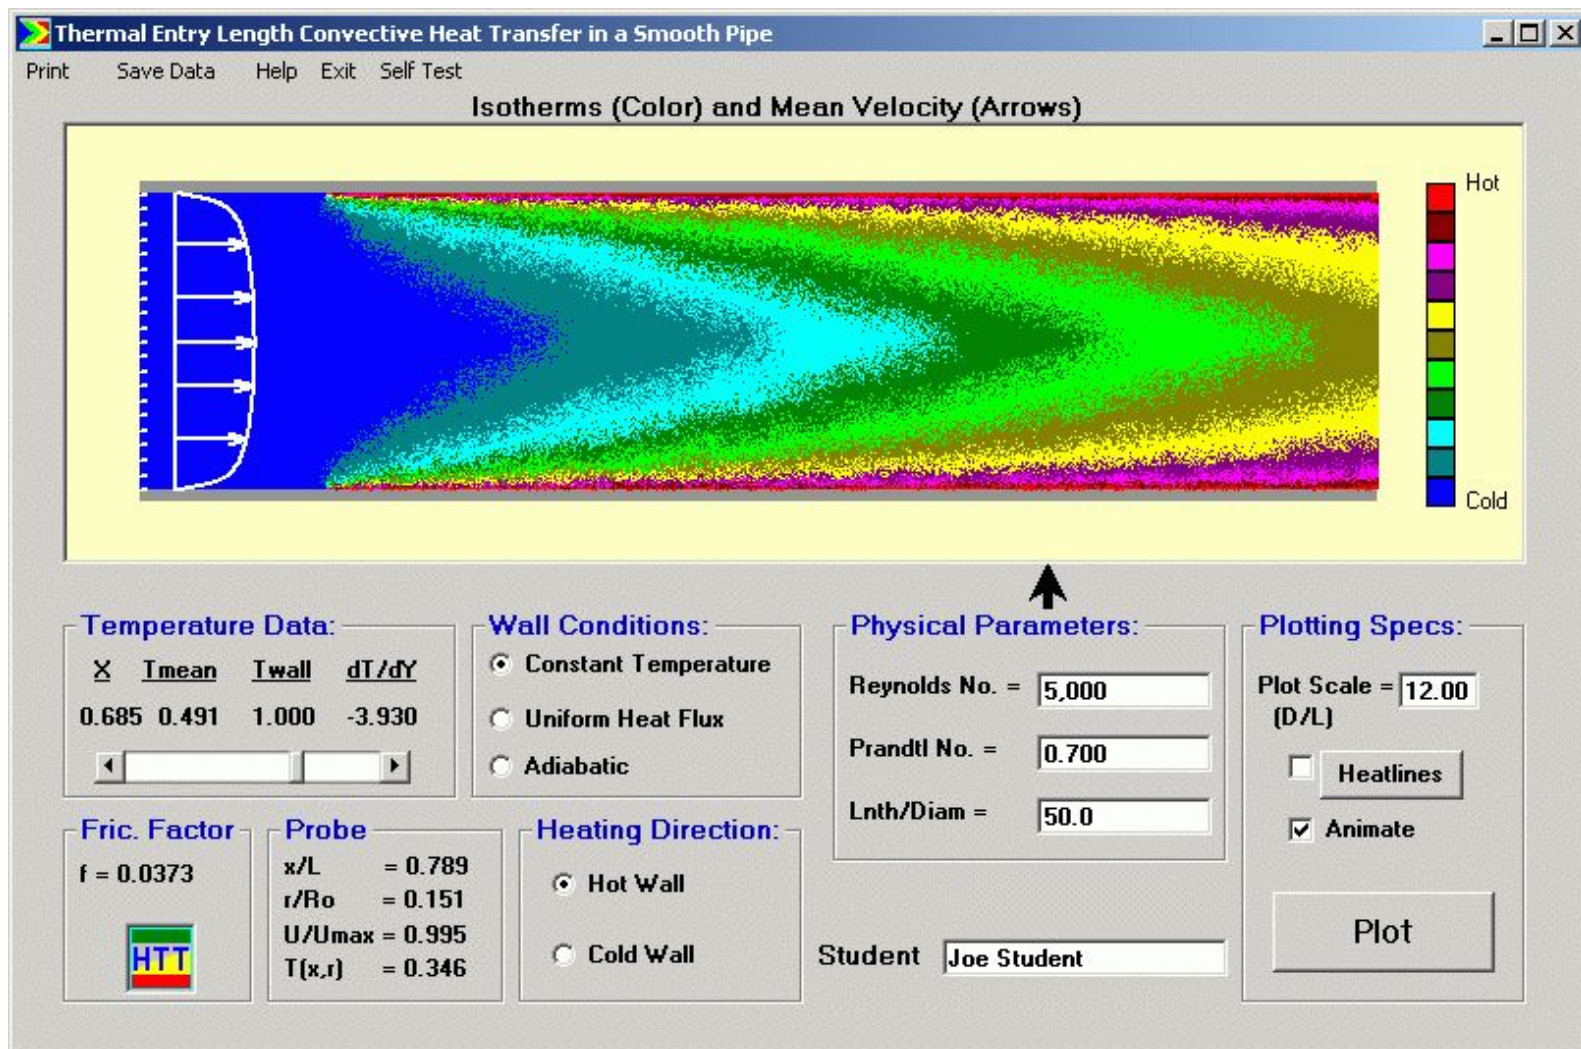 Thermal Entry Length Convective Heat Transfer in a Smooth Pipe
Print Save Data Help Exit Self Test
Isotherms (Color) and Mean Velocity (Arrows)
Hot
Cold
Temperature Data:
X Tmean Twall dT/dY
0.685 0.491 1.000 -3.930
Wall Conditions:
Constant Temperature
Uniform Heat Flux
Adiabatic
Physical Parameters:
Reynolds No. = 5,000
Prandtl No. = 0.700
Lnth/Diam = 50.0
Plotting Specs:
Plot Scale = 12.00
(D/L)
Heatlines
Animate
Plot
Fric. Factor
f = 0.0373
HTT
Probe
x/L = 0.789
r/Ro = 0.151
U/Umax = 0.995
T(x,r) = 0.346
Heating Direction:
Hot Wall
Cold Wall
Student Joe Student